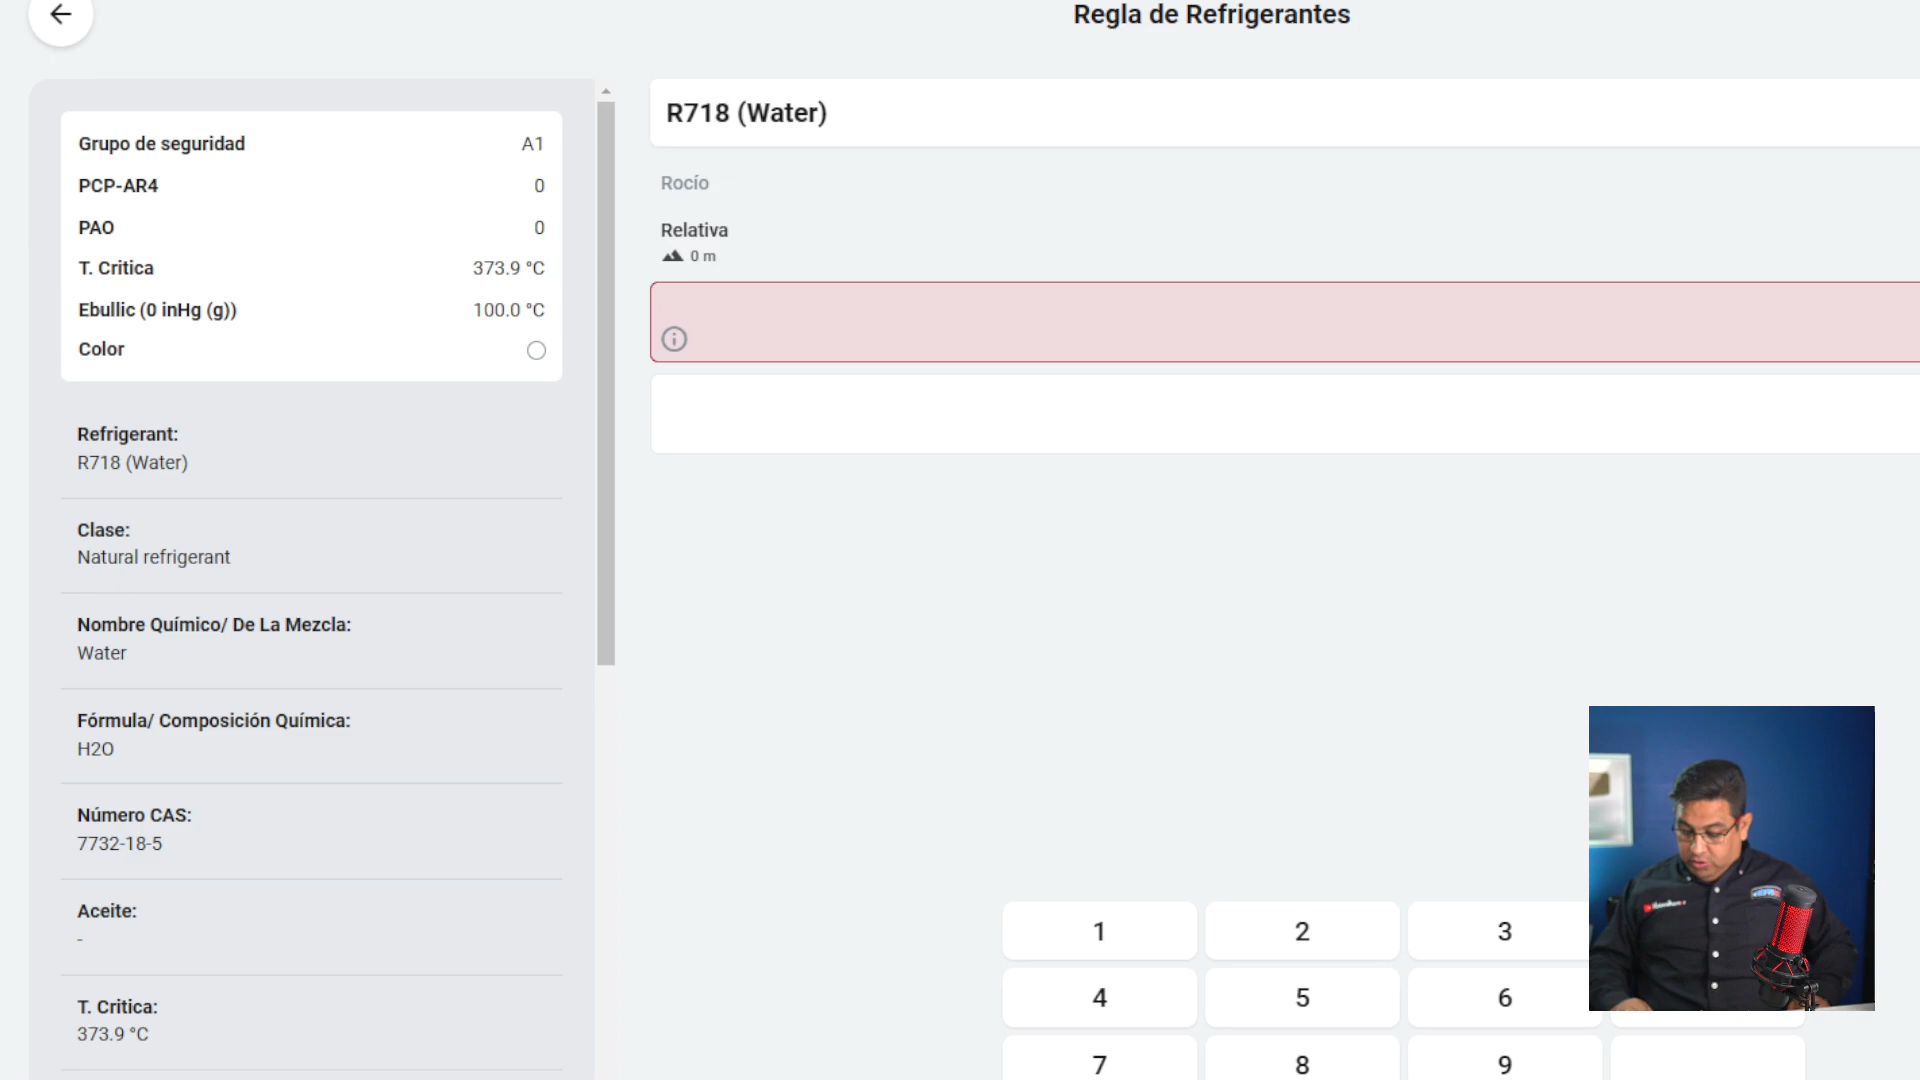 Regla de Refrigerantes
Grupo de seguridad A1
PCP-AR4 0
PAO 0
T. Critica 373.9 °C
Ebullic (0 inHg (g)) 100.0 °C
Color
Refrigerant:
R718 (Water)
Clase:
Natural refrigerant
Nombre Químico/ De La Mezcla:
Water
Fórmula/ Composición Química:
H2O
Número CAS:
7732-18-5
Aceite:
-
T. Critica:
373.9 °C
R718 (Water)
Rocío
Relativa
0 m
1 2 3
4 5 6
7 8 9